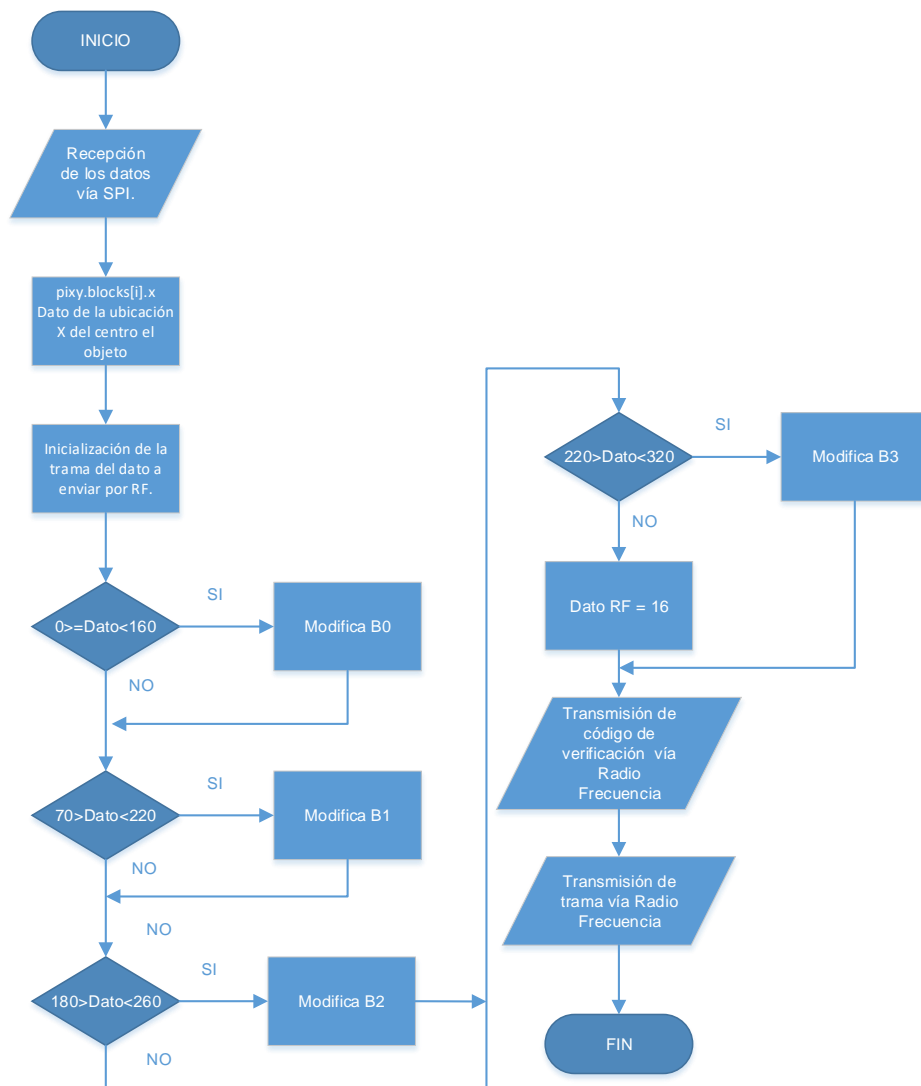 INICIO
Recepción
de los datos
vía SPI.
pixy.blocks[i].x
Dato de la ubicación
X del centro el
objeto
Inicialización de la
trama del dato a
enviar por RF.
0>=Dato<160
SI
Modifica B0
NO
70>Dato<220
SI
Modifica B1
NO
NO
180>Dato<260
SI
Modifica B2
NO
220>Dato<320
SI
Modifica B3
NO
Dato RF = 16
Transmisión de
código de
verificación vía
Radio
Frecuencia
Transmisión de
trama vía Radio
Frecuencia
FIN